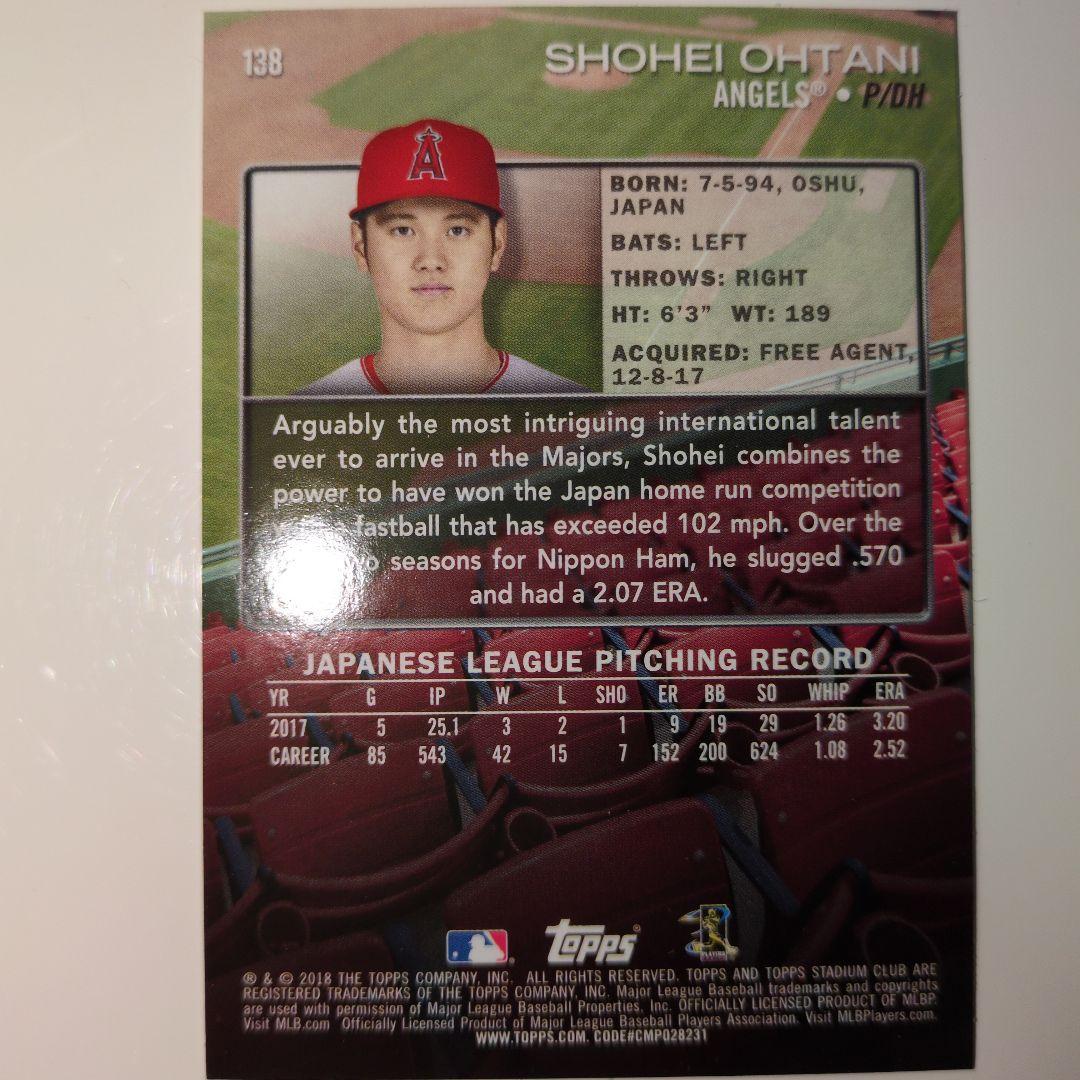 138
SHOHEI OHTANI
ANGELS® • P/DH
A
BORN: 7-5-94, OSHU,
JAPAN
BATS: LEFT
THROWS: RIGHT
HT: 6'3" WT: 189
ACQUIRED: FREE AGENT,
12-8-17
Arguably the most intriguing international talent
ever to arrive in the Majors, Shohei combines the
power to have won the Japan home run competition
fastball that has exceeded 102 mph. Over the
seasons for Nippon Ham, he slugged .570
and had a 2.07 ERA.
JAPANESE LEAGUE PITCHING RECORD
YR G IP W L SHO ER BB SO WHIP ERA
2017 5 25.1 3 2 1 9 19 29 1.26 3.20
CAREER 85 543 42 15 7 152 200 624 1.08 2.52
topps®
® & © 2018 THE TOPPS COMPANY, INC. ALL RIGHTS RESERVED. TOPPS AND TOPPS STADIUM CLUB ARE
REGISTERED TRADEMARKS OF THE TOPPS COMPANY, INC. Major League Baseball trademarks and copyrights
are used with permission of Major League Baseball Properties, Inc. OFFICIALLY LICENSED PRODUCT OF MLBP.
Visit MLB.com Officially Licensed Product of Major League Baseball Players Association. Visit MLBPlayers.com.
WWW.TOPPS.COM. CODE#CMP028231